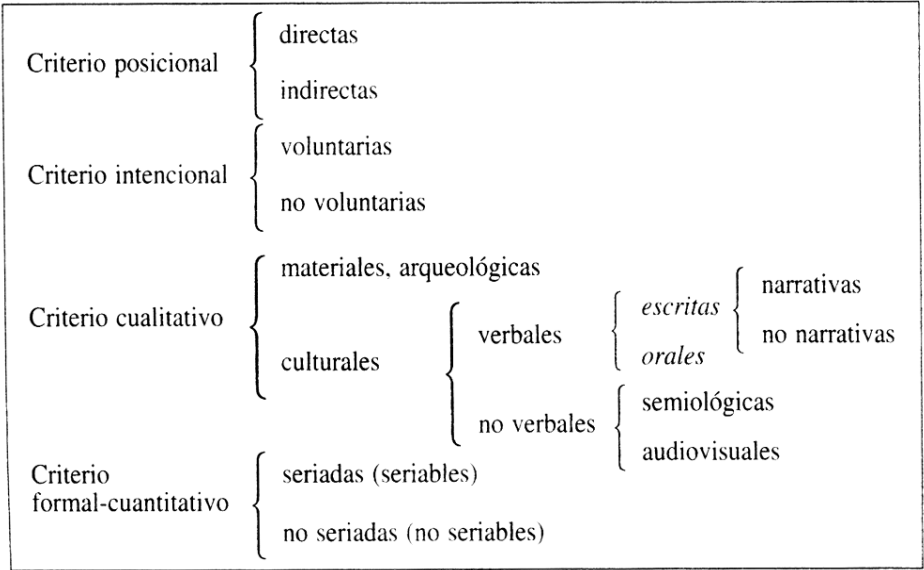 Criterio posicional
directas
indirectas
Criterio intencional
voluntarias
no voluntarias
Criterio cualitativo
materiales, arqueológicas
culturales
verbales
escritas
narrativas
no narrativas
orales
no verbales
semiológicas
audiovisuales
Criterio
formal-cuantitativo
seriadas (seriables)
no seriadas (no seriables)